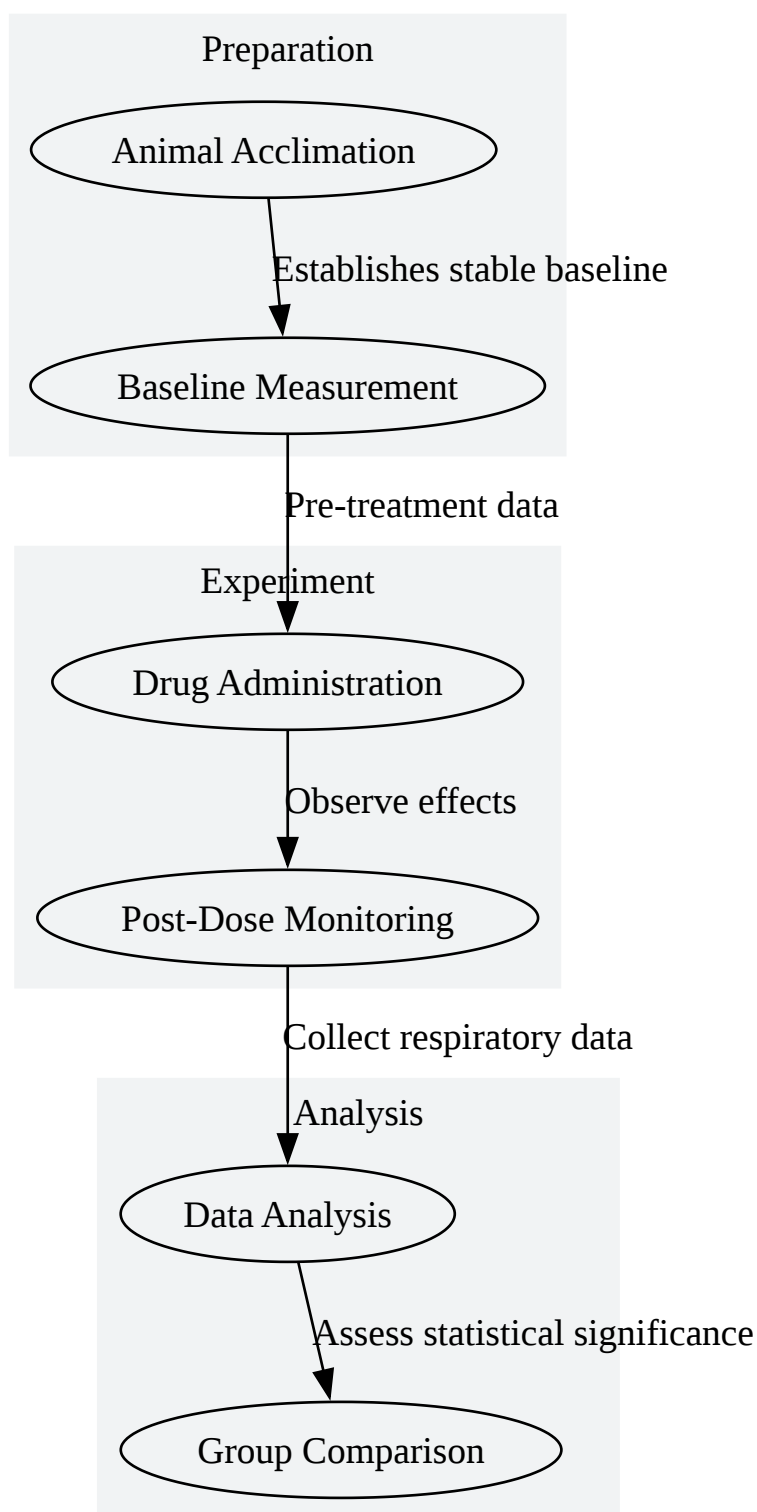 Preparation
Animal Acclimation
Establishes stable baseline
Baseline Measurement
Pre-treatment data
Experiment
Drug Administration
Observe effects
Post-Dose Monitoring
Collect respiratory data
Analysis
Data Analysis
Assess statistical significance
Group Comparison